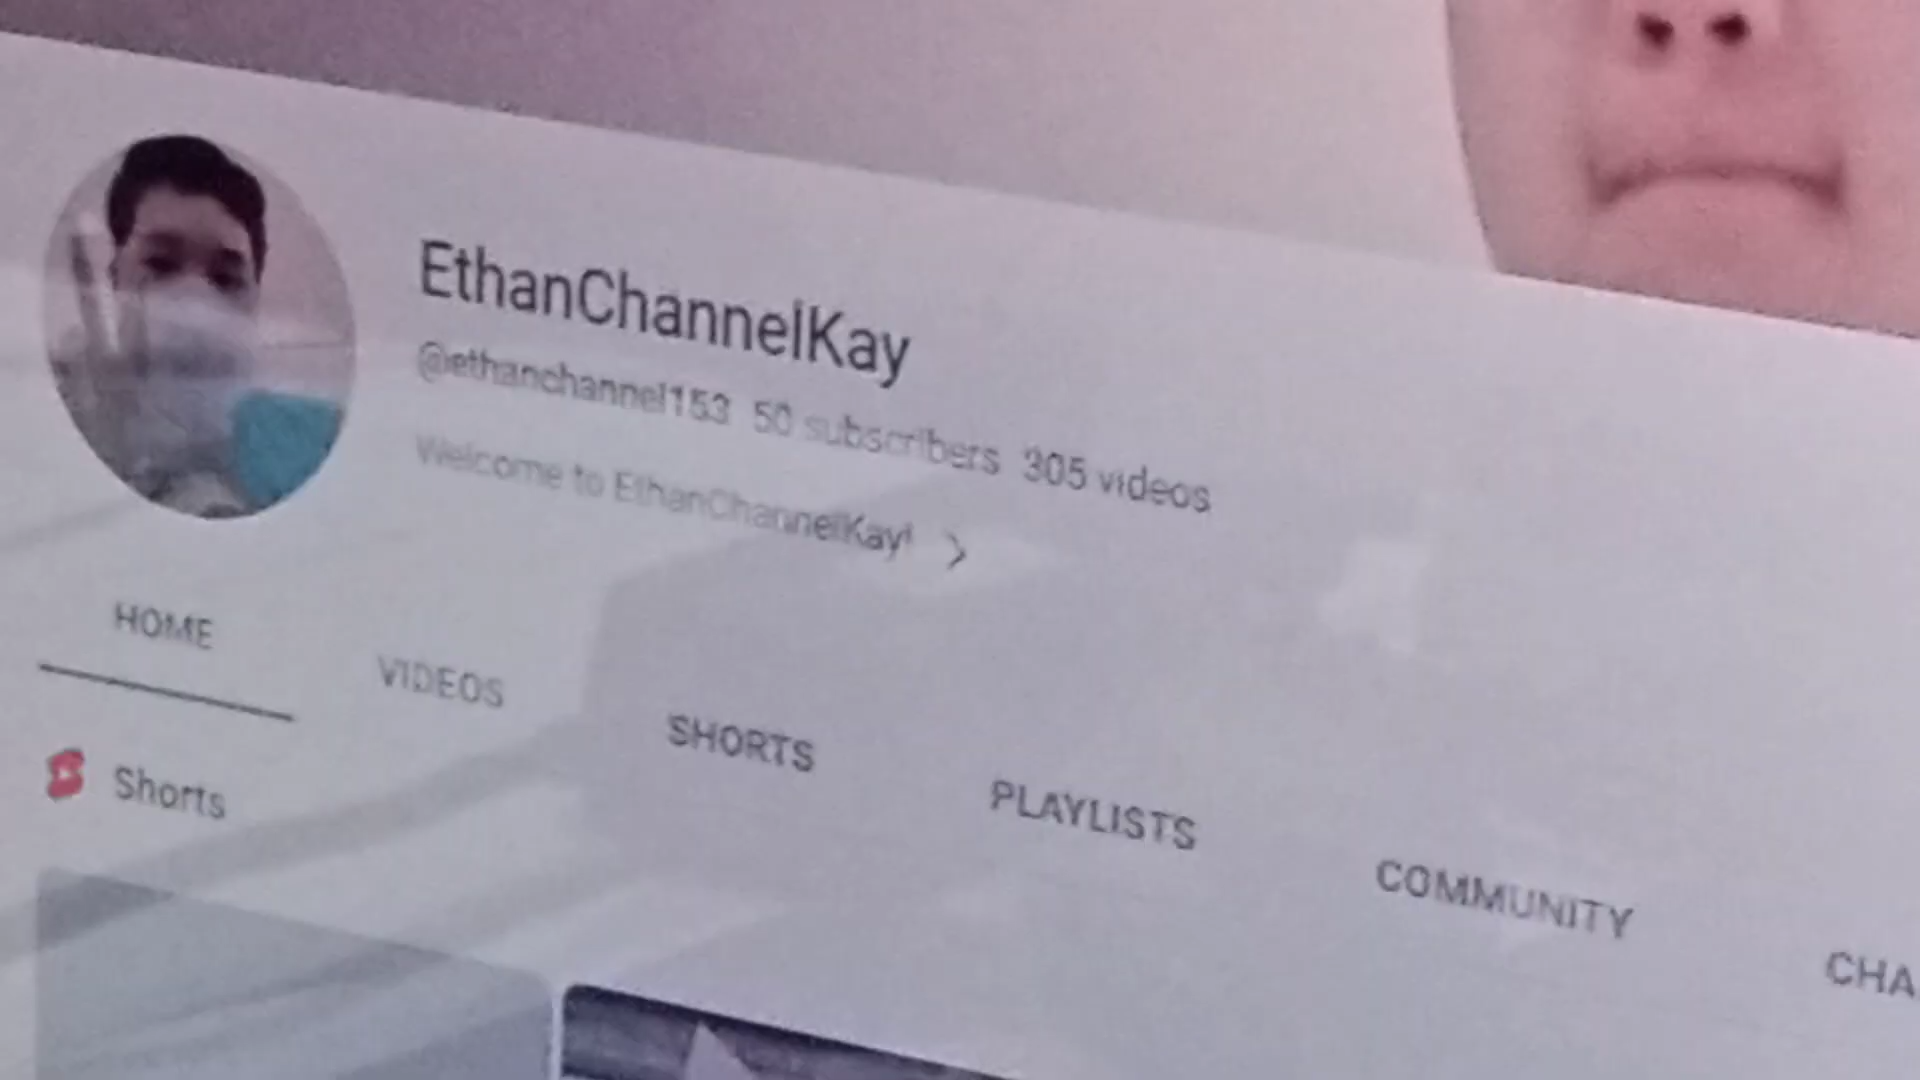 EthanChannelKay
@ethanchannel153 50 subscribers 305 videos
Welcome to EthanChannelKay!
HOME VIDEOS SHORTS PLAYLISTS COMMUNITY CHA
Shorts